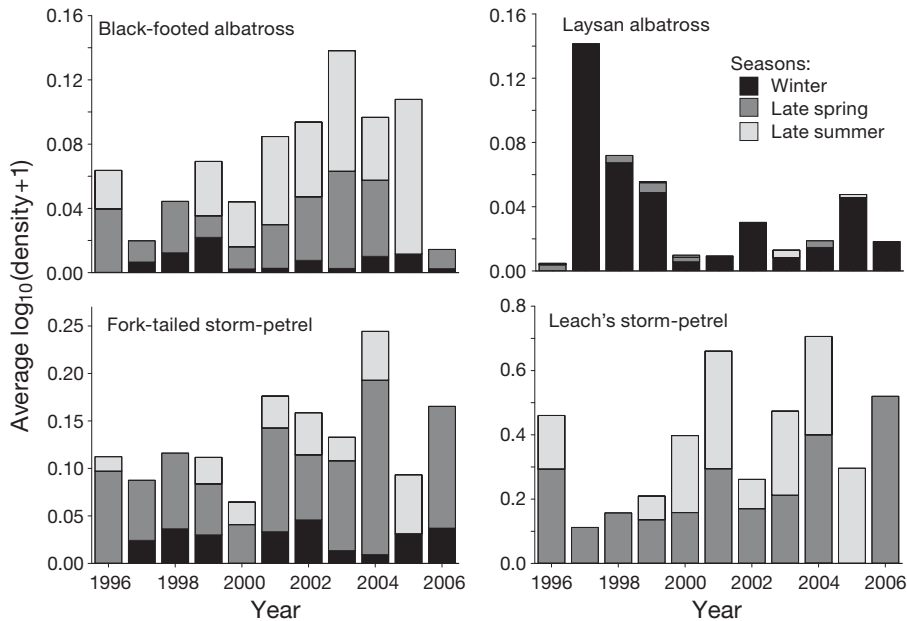 Black-footed albatross
0.16
0.12
0.08
0.04
0.00
Laysan albatross
0.16
0.12
0.08
0.04
0.00
Seasons:
Winter
Late spring
Late summer
Average log10(density+1)
Fork-tailed storm-petrel
0.25
0.20
0.15
0.10
0.05
0.00
1996 1998 2000 2002 2004 2006
Year
Leach's storm-petrel
0.8
0.6
0.4
0.2
0.0
1996 1998 2000 2002 2004 2006
Year